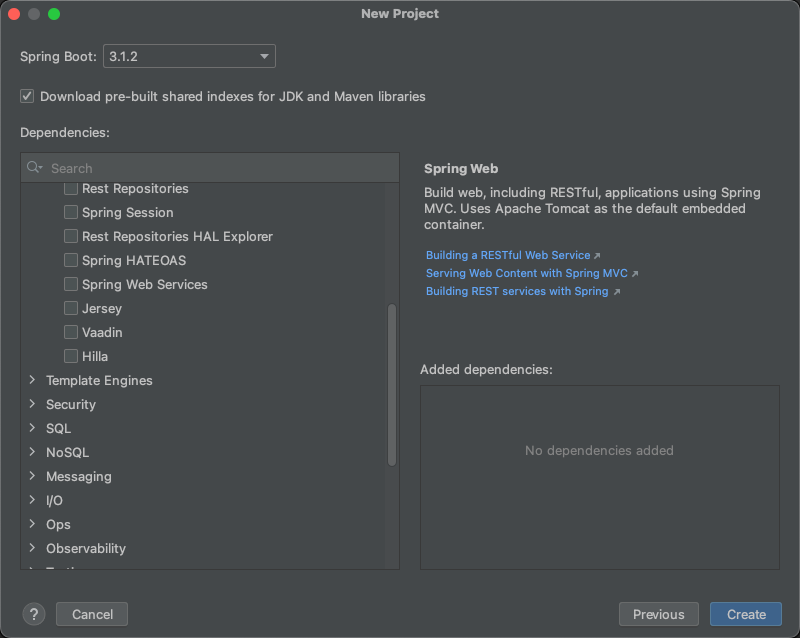 New Project
Spring Boot:
3.1.2
Download pre-built shared indexes for JDK and Maven libraries
Dependencies:
Search
Rest Repositories
Spring Session
Rest Repositories HAL Explorer
Spring HATEOAS
Spring Web Services
Jersey
Vaadin
Hilla
Template Engines
Security
SQL
NoSQL
Messaging
I/O
Ops
Observability
Spring Web
Build web, including RESTful, applications using Spring
MVC. Uses Apache Tomcat as the default embedded
container.
Building a RESTful Web Service
Serving Web Content with Spring MVC
Building REST services with Spring
Added dependencies:
No dependencies added
?
Cancel
Previous
Create